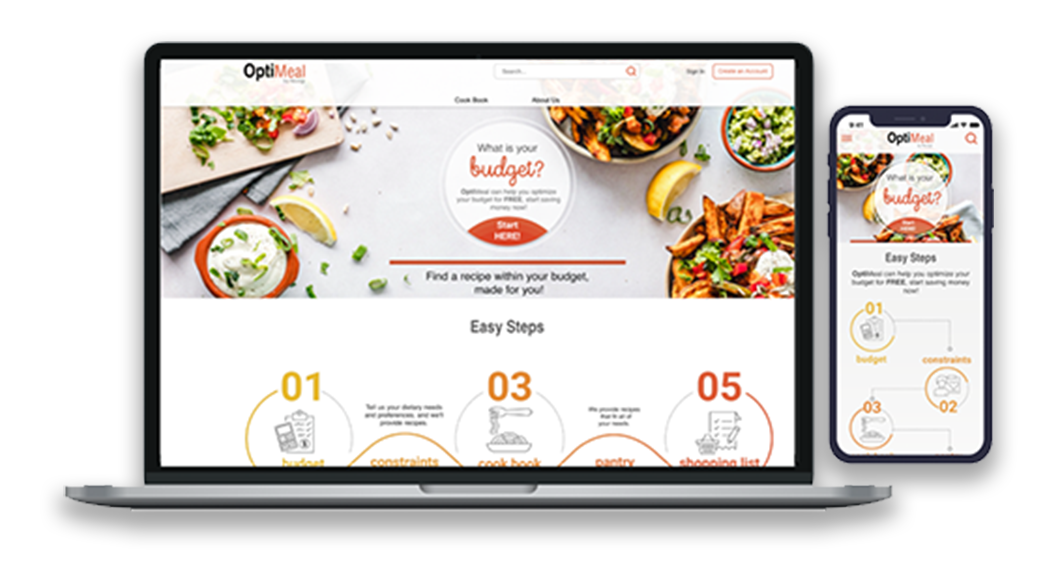 OptiMeal
Search...
Sign In
Create an Account
Cook Book
About Us
What is your
budget?
OptiMeal can help you optimize
your budget for FREE, start saving
money now!
Start
HERE!
Find a recipe within your budget,
made for you!
Easy Steps
01
03
05
Tell us your dietary needs
and preferences, and we'll
provide recipes.
We provide recipes
that fit all of
your needs.
budget
constraints
cook book
pantry
shopping list
9:41
OptiMeal
What is your
budget?
Start
HERE!
Easy Steps
OptiMeal can help you optimize your
budget for FREE, start saving money
now!
01
budget
constraints
03
02